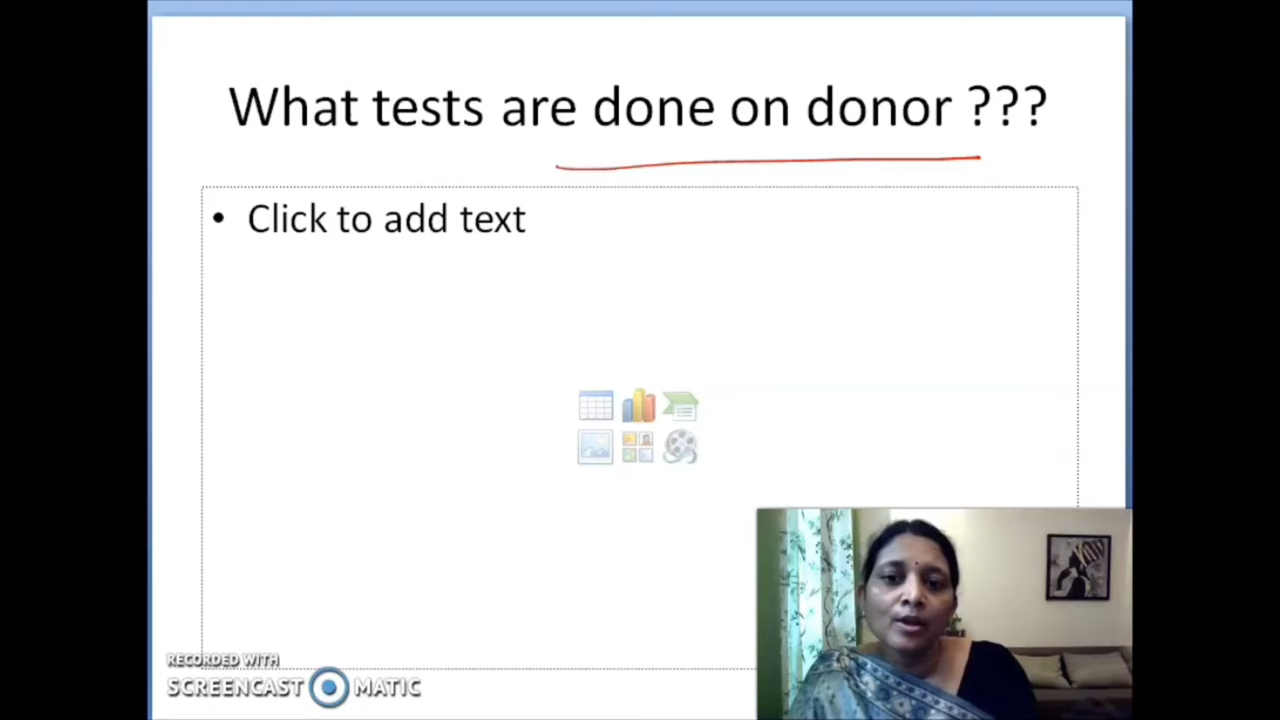 What tests are done on donor ???
• Click to add text
RECORDED WITH
SCREENCAST MATIC